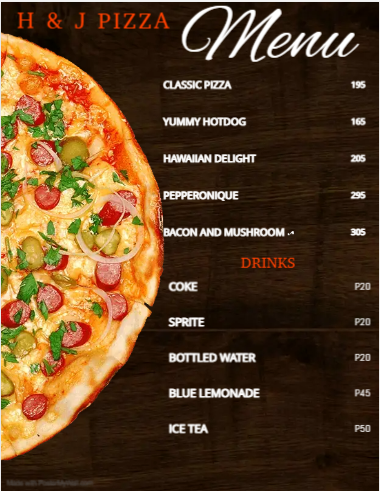 H & J PIZZA
Menu
CLASSIC PIZZA 195
YUMMY HOTDOG 165
HAWAIIAN DELIGHT 205
PEPPERONIQUE 295
BACON AND MUSHROOM 305
DRINKS
COKE P20
SPRITE P20
BOTTLED WATER P20
BLUE LEMONADE P45
ICE TEA P50
Made with PosterMyWall.com